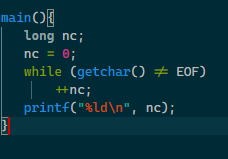 main(){
long nc;
nc = 0;
while (getchar() ≠ EOF)
++nc;
printf("%ld\n", nc);
}